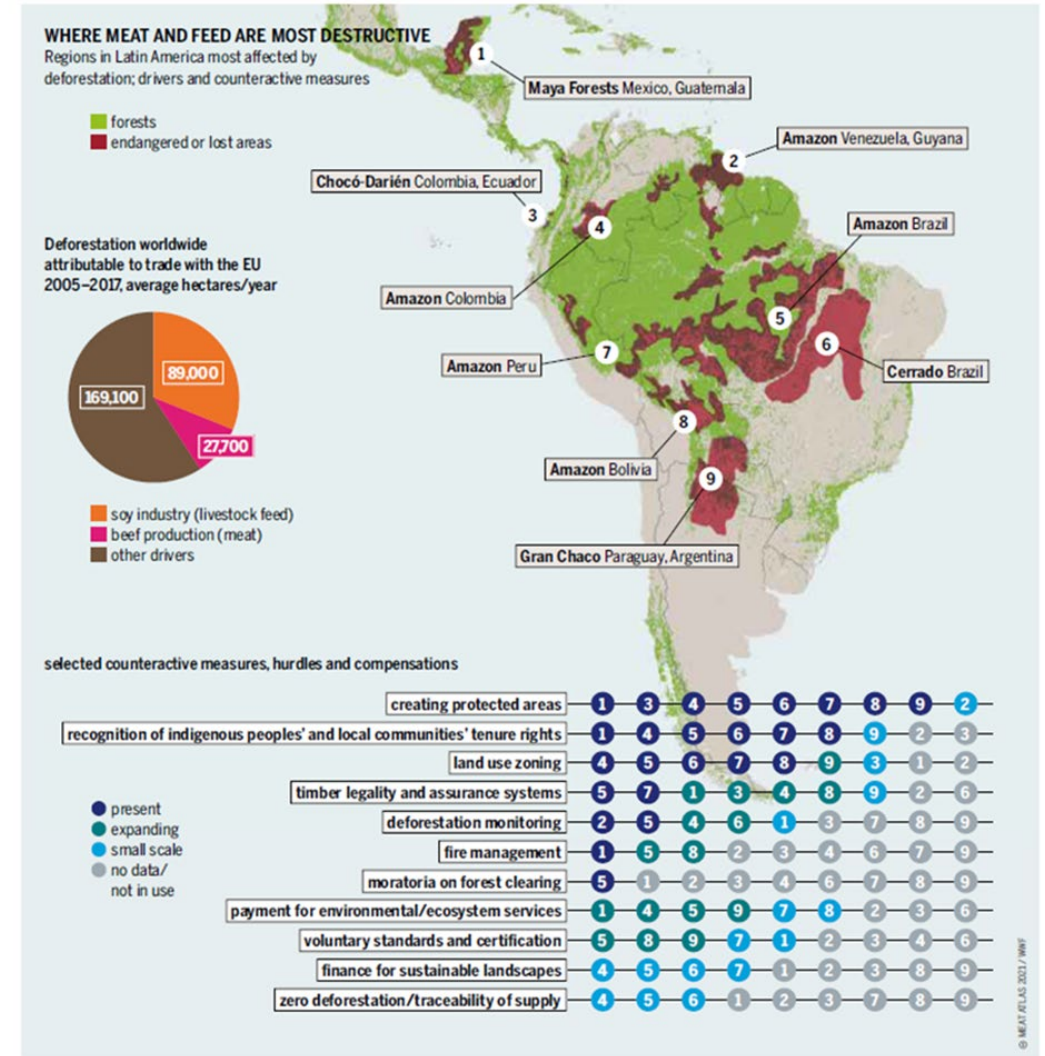 WHERE MEAT AND FEED ARE MOST DESTRUCTIVE
Regions in Latin America most affected by
deforestation; drivers and counteractive measures
forests
endangered or lost areas
1
Maya Forests Mexico, Guatemala
2
Amazon Venezuela, Guyana
Chocó-Darién Colombia, Ecuador
3
4
Amazon Brazil
Amazon Colombia
5
6
7
Amazon Peru
Cerrado Brazil
8
Amazon Bolivia
9
Gran Chaco Paraguay, Argentina
Deforestation worldwide
attributable to trade with the EU
2005–2017, average hectares/year
89,000
169,100
27,700
soy industry (livestock feed)
beef production (meat)
other drivers
selected counteractive measures, hurdles and compensations
creating protected areas 1 3 4 5 6 7 8 9 2
recognition of indigenous peoples' and local communities' tenure rights 1 4 5 6 7 8 9 2 3
land use zoning 4 5 6 7 8 9 3 1 2
timber legality and assurance systems 5 7 1 3 4 8 9 2 6
deforestation monitoring 2 5 4 6 1 3 7 8 9
fire management 1 5 8 2 3 4 6 7 9
moratoria on forest clearing 5 1 2 3 4 6 7 8 9
payment for environmental/ecosystem services 1 4 5 9 7 8 2 3 6
voluntary standards and certification 5 8 9 7 1 2 3 4 6
finance for sustainable landscapes 4 5 6 7 1 2 3 8 9
zero deforestation/traceability of supply 4 5 6 1 2 3 7 8 9
present
expanding
small scale
no data/
not in use
© MEAT ATLAS 2021 / WWF